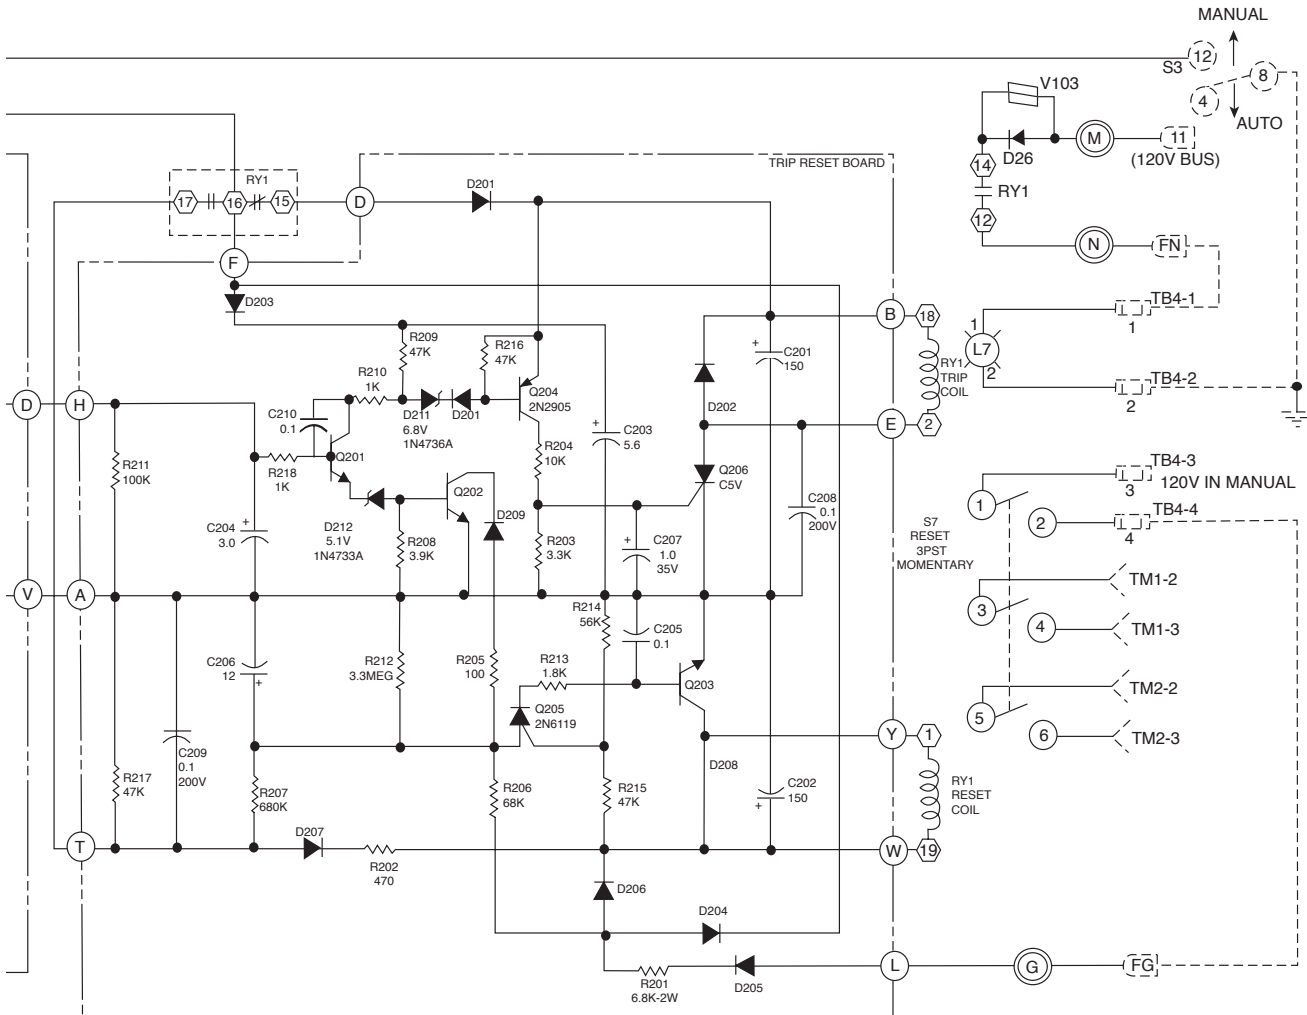 MANUAL
12
S3
8
4
AUTO
V103
D26
M
11
(120V BUS)
14
RY1
12
N
FN
TRIP RESET BOARD
RY1
17
16
15
D
D201
F
D203
R209
47K
R216
47K
R210
1K
C210
0.1
D211
6.8V
1N4736A
D201
Q204
2N2905
C201
150
D202
B
18
RY1
TRIP
COIL
E
2
1
L7
2
TB4-1
1
TB4-2
2
D
H
R211
100K
R218
1K
Q201
R204
10K
C203
5.6
Q206
C5V
C208
0.1
200V
C204
3.0
D212
5.1V
1N4733A
Q202
D209
R208
3.9K
R203
3.3K
C207
1.0
35V
S7
RESET
3PST
MOMENTARY
TB4-3
3
120V IN MANUAL
1
2
TB4-4
4
TM1-2
3
4
TM1-3
TM2-2
5
6
TM2-3
V
A
C206
12
R212
3.3MEG
R205
100
R214
56K
C205
0.1
R213
1.8K
Q203
Q205
2N6119
C209
0.1
200V
R217
47K
R207
680K
R206
68K
R215
47K
D208
C202
150
Y
1
RY1
RESET
COIL
T
D207
R202
470
W
19
D206
D204
R201
6.8K-2W
D205
L
G
FG